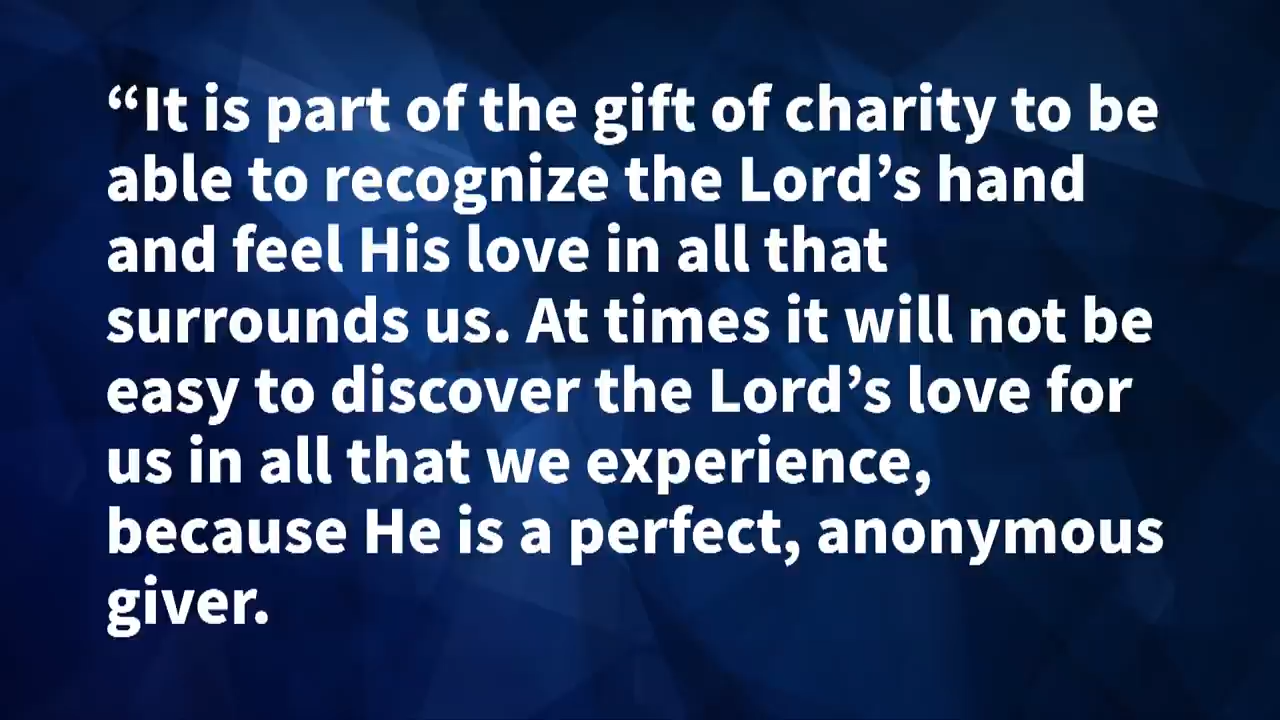 “It is part of the gift of charity to be
able to recognize the Lord’s hand
and feel His love in all that
surrounds us. At times it will not be
easy to discover the Lord’s love for
us in all that we experience,
because He is a perfect, anonymous
giver.